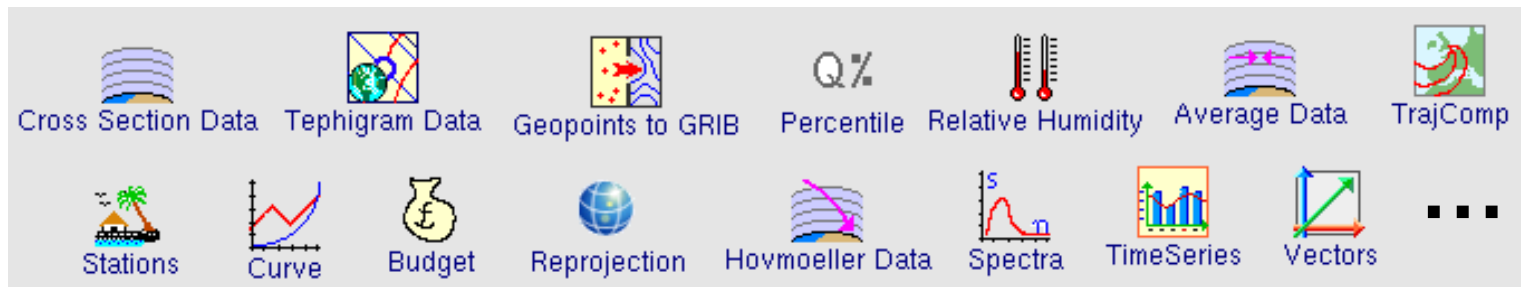 Q%
Cross Section Data Tephigram Data Geopoints to GRIB Percentile Relative Humidity Average Data TrajComp
£ s n
Stations Curve Budget Reprojection Hovmoeller Data Spectra TimeSeries Vectors ...